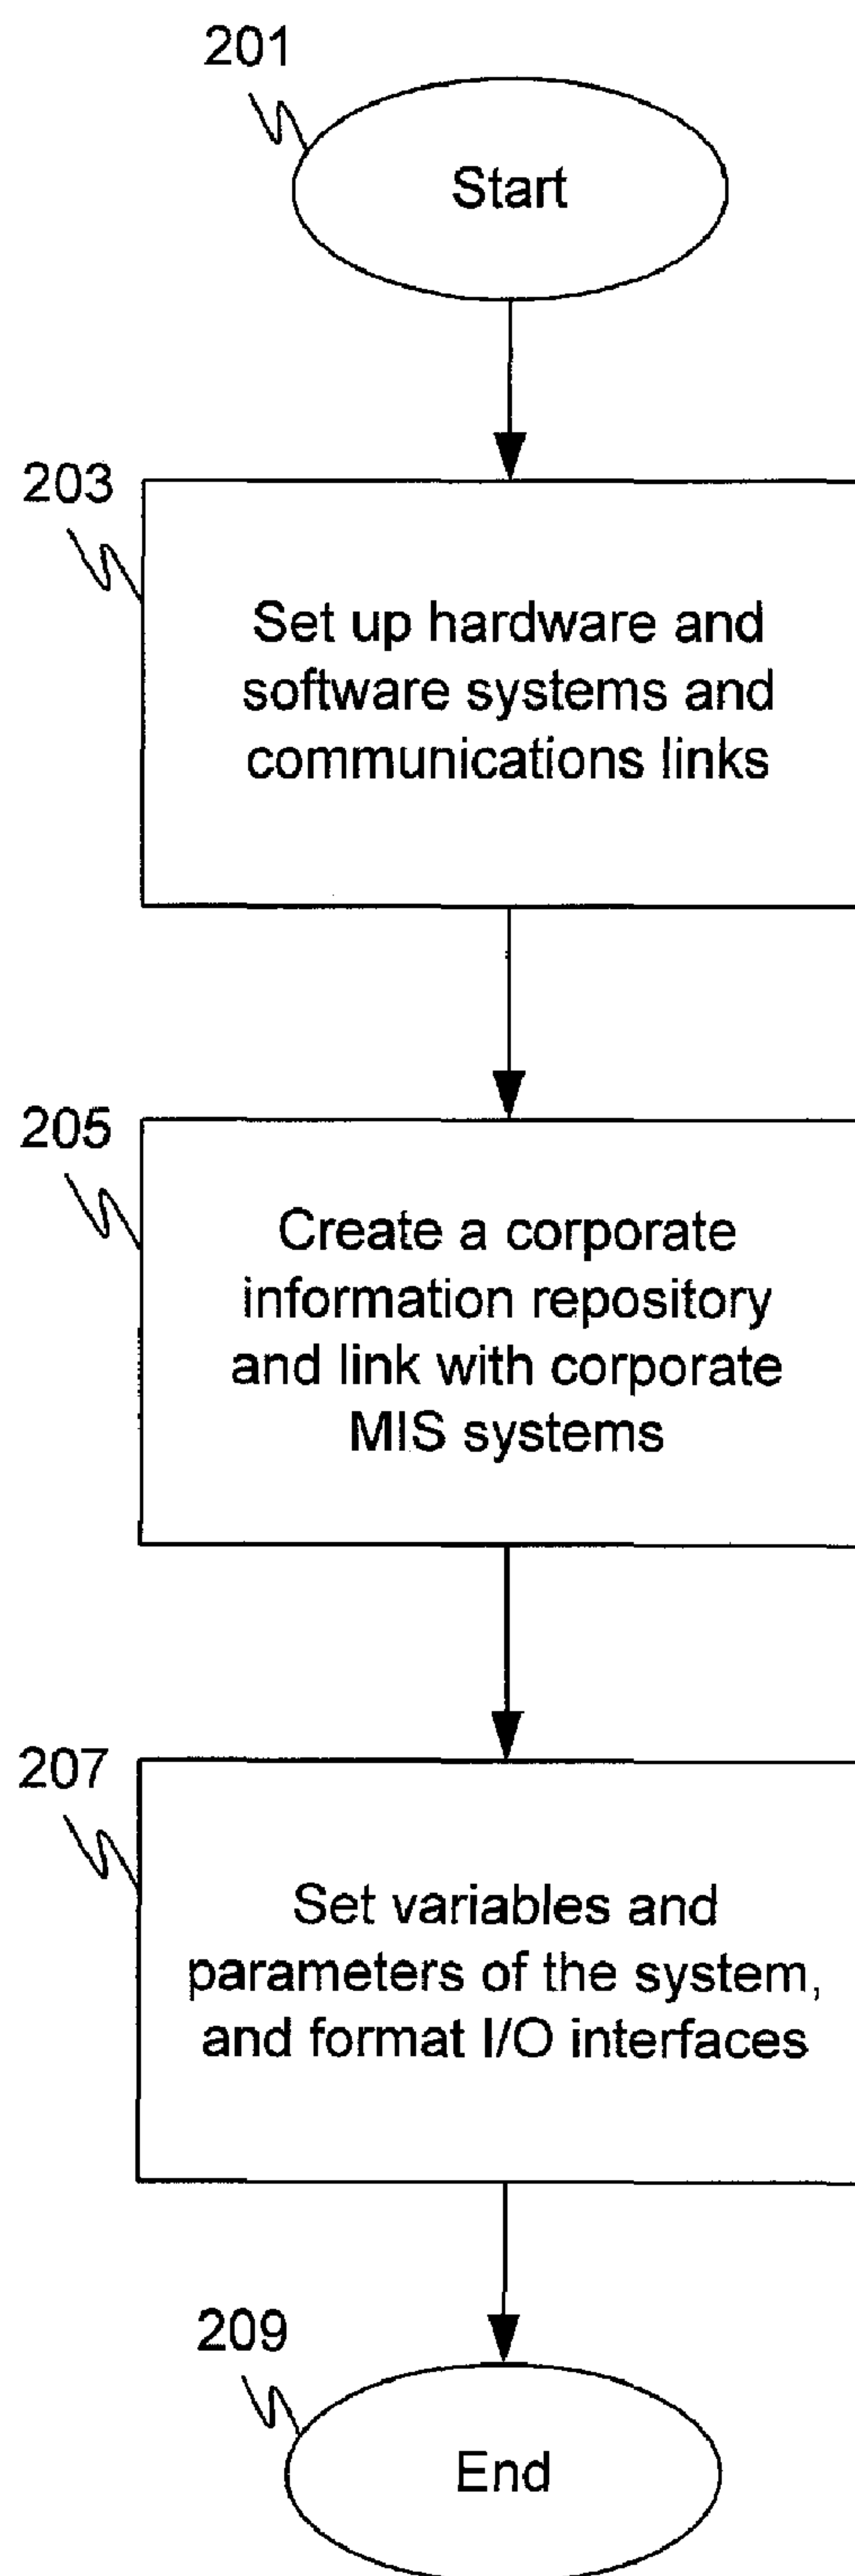 201
Start
203
Set up hardware and
software systems and
communications links
205
Create a corporate
information repository
and link with corporate
MIS systems
207
Set variables and
parameters of the system,
and format I/O interfaces
209
End